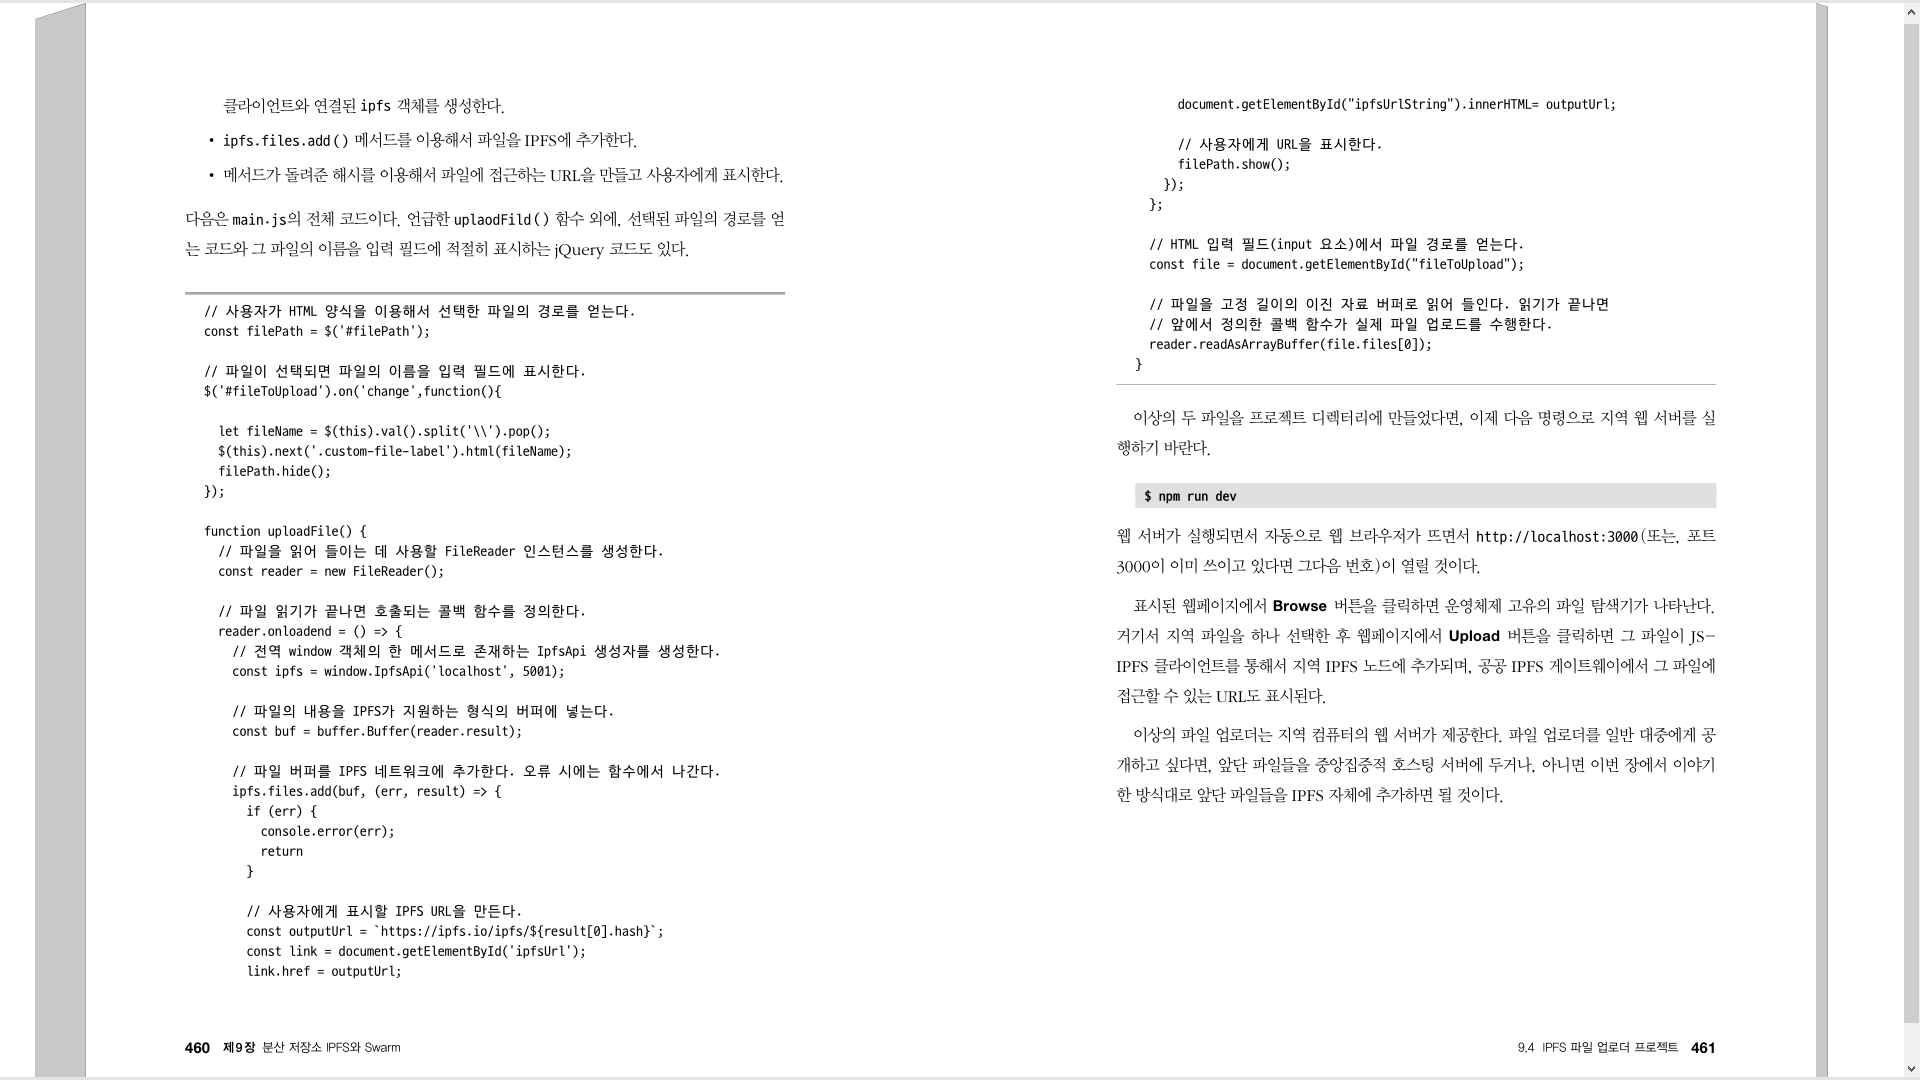 클라이언트와 연결된 ipfs 객체를 생성한다.
• ipfs.files.add() 메서드를 이용해서 파일을 IPFS에 추가한다.
• 메서드가 돌려준 해시를 이용해서 파일에 접근하는 URL을 만들고 사용자에게 표시한다.
다음은 main.js의 전체 코드이다. 언급한 uplaodFild() 함수 외에, 선택된 파일의 경로를 얻
는 코드와 그 파일의 이름을 입력 필드에 적절히 표시하는 jQuery 코드도 있다.
// 사용자가 HTML 양식을 이용해서 선택한 파일의 경로를 얻는다.
const filePath = $('#filePath');
// 파일이 선택되면 파일의 이름을 입력 필드에 표시한다.
$('#fileToUpload').on('change',function(){
let fileName = $(this).val().split('\\').pop();
$(this).next('.custom-file-label').html(fileName);
filePath.hide();
});
function uploadFile() {
// 파일을 읽어 들이는 데 사용할 FileReader 인스턴스를 생성한다.
const reader = new FileReader();
// 파일 읽기가 끝나면 호출되는 콜백 함수를 정의한다.
reader.onloadend = () => {
// 전역 window 객체의 한 메서드로 존재하는 IpfsApi 생성자를 생성한다.
const ipfs = window.IpfsApi('localhost', 5001);
// 파일의 내용을 IPFS가 지원하는 형식의 버퍼에 넣는다.
const buf = buffer.Buffer(reader.result);
// 파일 버퍼를 IPFS 네트워크에 추가한다. 오류 시에는 함수에서 나간다.
ipfs.files.add(buf, (err, result) => {
if (err) {
console.error(err);
return
}
// 사용자에게 표시할 IPFS URL을 만든다.
const outputUrl = `https://ipfs.io/ipfs/${result[0].hash}`;
const link = document.getElementById('ipfsUrl');
link.href = outputUrl;
460 제9장 분산 저장소 IPFS와 Swarm
document.getElementById("ipfsUrlString").innerHTML= outputUrl;
// 사용자에게 URL을 표시한다.
filePath.show();
});
};
// HTML 입력 필드(input 요소)에서 파일 경로를 얻는다.
const file = document.getElementById("fileToUpload");
// 파일을 고정 길이의 이진 자료 버퍼로 읽어 들인다. 읽기가 끝나면
// 앞에서 정의한 콜백 함수가 실제 파일 업로드를 수행한다.
reader.readAsArrayBuffer(file.files[0]);
}
이상의 두 파일을 프로젝트 디렉터리에 만들었다면, 이제 다음 명령으로 지역 웹 서버를 실
행하기 바란다.
$ npm run dev
웹 서버가 실행되면서 자동으로 웹 브라우저가 뜨면서 http://localhost:3000(또는, 포트
3000이 이미 쓰이고 있다면 그다음 번호)이 열릴 것이다.
표시된 웹페이지에서 Browse 버튼을 클릭하면 운영체제 고유의 파일 탐색기가 나타난다.
거기서 지역 파일을 하나 선택한 후 웹페이지에서 Upload 버튼을 클릭하면 그 파일이 JS-
IPFS 클라이언트를 통해서 지역 IPFS 노드에 추가되며, 공공 IPFS 게이트웨이에서 그 파일에
접근할 수 있는 URL도 표시된다.
이상의 파일 업로더는 지역 컴퓨터의 웹 서버가 제공한다. 파일 업로더를 일반 대중에게 공
개하고 싶다면, 앞단 파일들을 중앙집중적 호스팅 서버에 두거나, 아니면 이번 장에서 이야기
한 방식대로 앞단 파일들을 IPFS 자체에 추가하면 될 것이다.
9.4 IPFS 파일 업로더 프로젝트 461